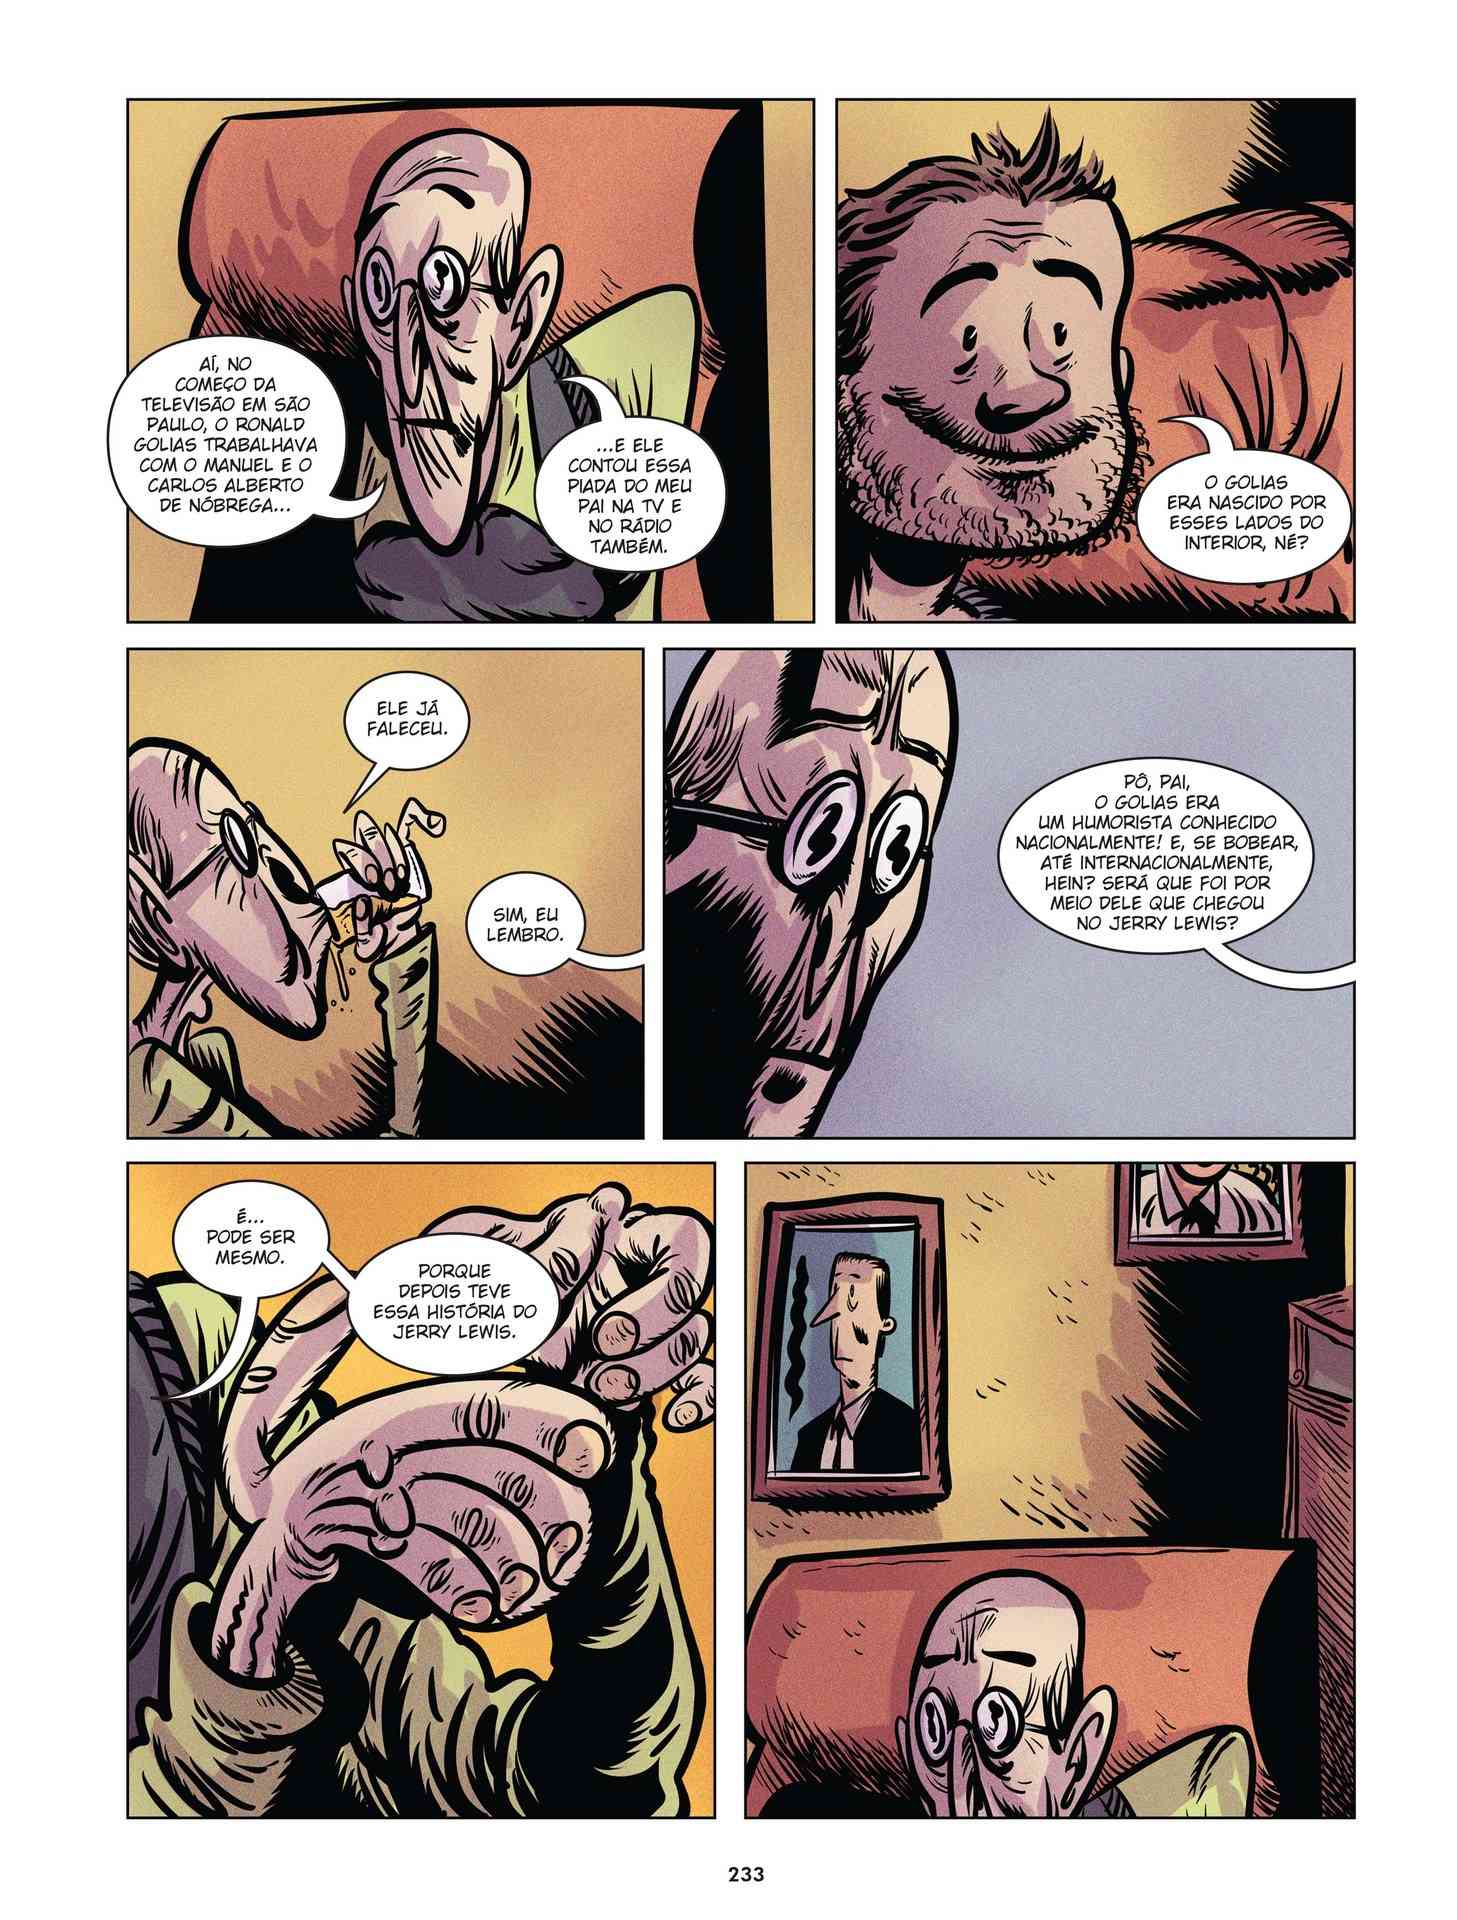 AÍ, NO
COMEÇO DA
TELEVISÃO EM SÃO
PAULO, O RONALD
GOLIAS TRABALHAVA
COM O MANUEL E O
CARLOS ALBERTO
DE NÓBREGA...
...E ELE
CONTOU ESSA
PIADA DO MEU
PAI NA TV E
NO RÁDIO
TAMBÉM.
O GOLIAS
ERA NASCIDO POR
ESSES LADOS DO
INTERIOR, NÉ?
ELE JÁ
FALECEU.
SIM, EU
LEMBRO.
PÔ, PAI,
O GOLIAS ERA
UM HUMORISTA CONHECIDO
NACIONALMENTE! E, SE BOBEAR,
ATÉ INTERNACIONALMENTE,
HEIN? SERÁ QUE FOI POR
MEIO DELE QUE CHEGOU
NO JERRY LEWIS?
É...
PODE SER
MESMO.
PORQUE
DEPOIS TEVE
ESSA HISTÓRIA DO
JERRY LEWIS.
233